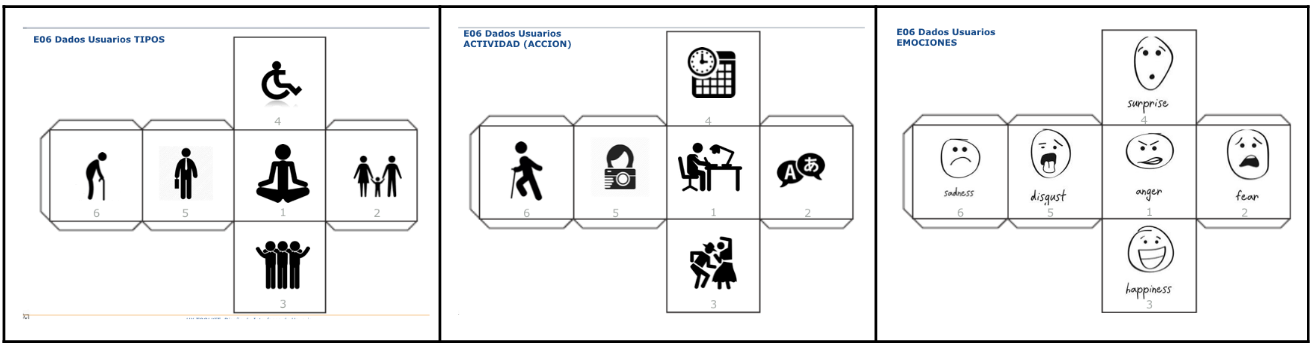 E06 Dados Usuarios TIPOS
4
6
5
1
2
3
E06 Dados Usuarios
ACTIVIDAD (ACCION)
4
6
5
1
A あ
2
3
E06 Dados Usuarios
EMOCIONES
surprise
4
sadness
6
disgust
5
anger
1
fear
2
happiness
3